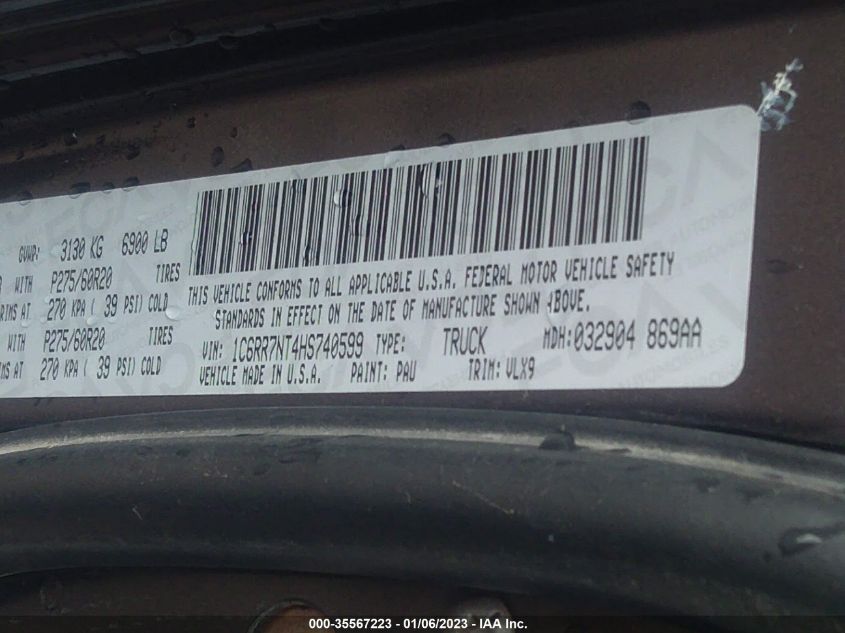 GVWR: 3130 KG 6900 LB
WITH P275/60R20 TIRES
RIMS AT 270 KPA ( 39 PSI) COLD
WITH P275/60R20 TIRES
RIMS AT 270 KPA ( 39 PSI) COLD
THIS VEHICLE CONFORMS TO ALL APPLICABLE U.S.A. FEDERAL MOTOR VEHICLE SAFETY
STANDARDS IN EFFECT ON THE DATE OF MANUFACTURE SHOWN ABOVE.
VIN: 1C6RR7NT4HS740599 TYPE: TRUCK MDH:032904 869AA
VEHICLE MADE IN U.S.A. PAINT: PAU TRIM: VLX9
000-35567223 - 01/06/2023 - IAA Inc.